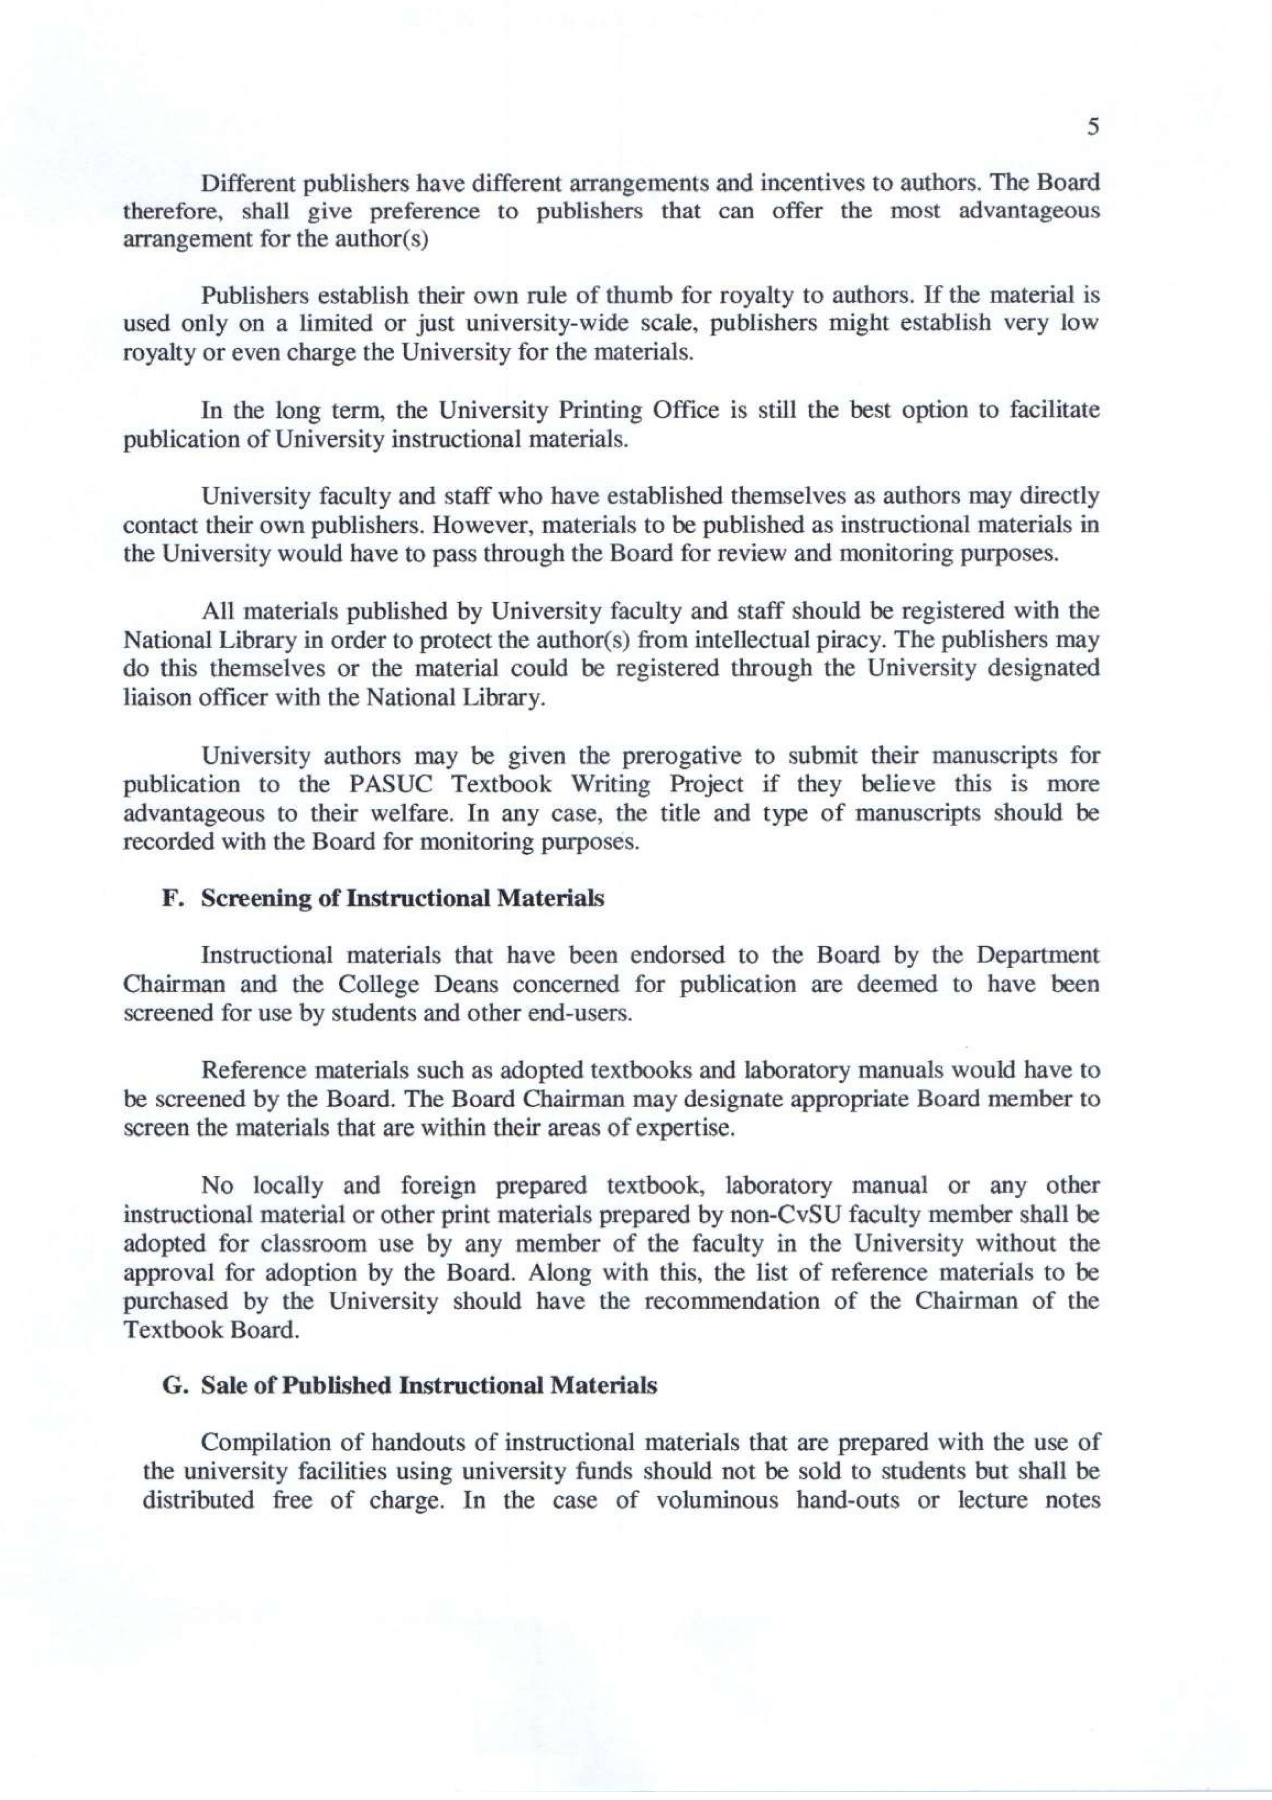 5
Different publishers have different arrangements and incentives to authors. The Board
therefore, shall give preference to publishers that can offer the most advantageous
arrangement for the author(s)
Publishers establish their own rule of thumb for royalty to authors. If the material is
used only on a limited or just university-wide scale, publishers might establish very low
royalty or even charge the University for the materials.
In the long term, the University Printing Office is still the best option to facilitate
publication of University instructional materials.
University faculty and staff who have established themselves as authors may directly
contact their own publishers. However, materials to be published as instructional materials in
the University would have to pass through the Board for review and monitoring purposes.
All materials published by University faculty and staff should be registered with the
National Library in order to protect the author(s) from intellectual piracy. The publishers may
do this themselves or the material could be registered through the University designated
liaison officer with the National Library.
University authors may be given the prerogative to submit their manuscripts for
publication to the PASUC Textbook Writing Project if they believe this is more
advantageous to their welfare. In any case, the title and type of manuscripts should be
recorded with the Board for monitoring purposes.
F. Screening of Instructional Materials
Instructional materials that have been endorsed to the Board by the Department
Chairman and the College Deans concerned for publication are deemed to have been
screened for use by students and other end-users.
Reference materials such as adopted textbooks and laboratory manuals would have to
be screened by the Board. The Board Chairman may designate appropriate Board member to
screen the materials that are within their areas of expertise.
No locally and foreign prepared textbook, laboratory manual or any other
instructional material or other print materials prepared by non-CvSU faculty member shall be
adopted for classroom use by any member of the faculty in the University without the
approval for adoption by the Board. Along with this, the list of reference materials to be
purchased by the University should have the recommendation of the Chairman of the
Textbook Board.
G. Sale of Published Instructional Materials
Compilation of handouts of instructional materials that are prepared with the use of
the university facilities using university funds should not be sold to students but shall be
distributed free of charge. In the case of voluminous hand-outs or lecture notes